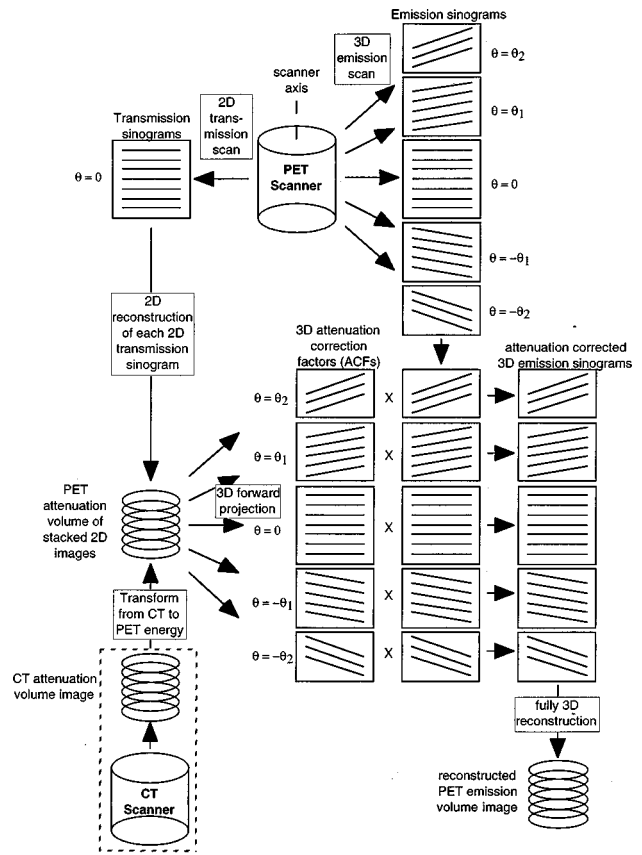 Emission sinograms
θ = θ2
3D
emission
scan
scanner
axis
θ = θ1
2D
trans-
mission
scan
Transmission
sinograms
θ = 0
PET
Scanner
θ = 0
θ = -θ1
θ = -θ2
2D
reconstruction
of each 2D
transmission
sinogram
3D attenuation
correction
factors (ACFs)
attenuation corrected
3D emission sinograms
θ = θ2
X
θ = θ1
X
PET
attenuation
volume of
stacked 2D
images
3D forward
projection
θ = 0
X
θ = -θ1
X
Transform
from CT to
PET energy
θ = -θ2
X
CT attenuation
volume image
fully 3D
reconstruction
CT
Scanner
reconstructed
PET emission
volume image